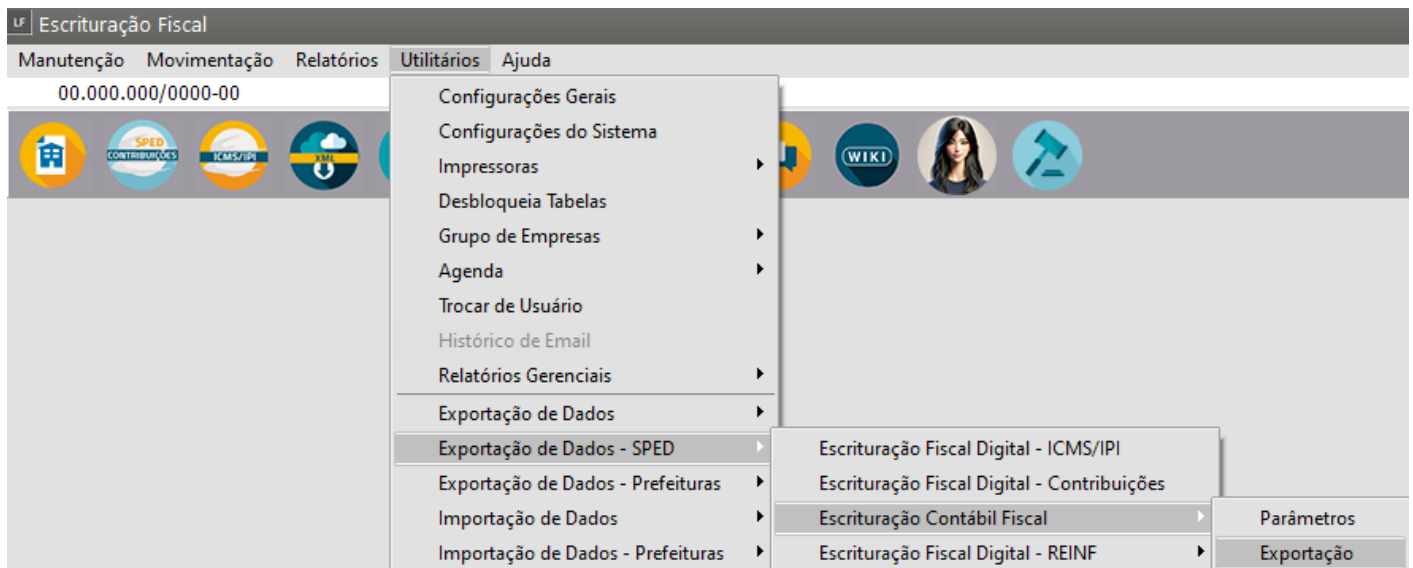 LF Escrituração Fiscal
Manutenção Movimentação Relatórios Utilitários Ajuda
00.000.000/0000-00
SPED CONTRIBUIÇÕES
ICMS/IPI
XML
WIKI
Configurações Gerais
Configurações do Sistema
Impressoras
Desbloqueia Tabelas
Grupo de Empresas
Agenda
Trocar de Usuário
Histórico de Email
Relatórios Gerenciais
Exportação de Dados
Exportação de Dados - SPED
Exportação de Dados - Prefeituras
Importação de Dados
Importação de Dados - Prefeituras
Escrituração Fiscal Digital - ICMS/IPI
Escrituração Fiscal Digital - Contribuições
Escrituração Contábil Fiscal
Escrituração Fiscal Digital - REINF
Parâmetros
Exportação